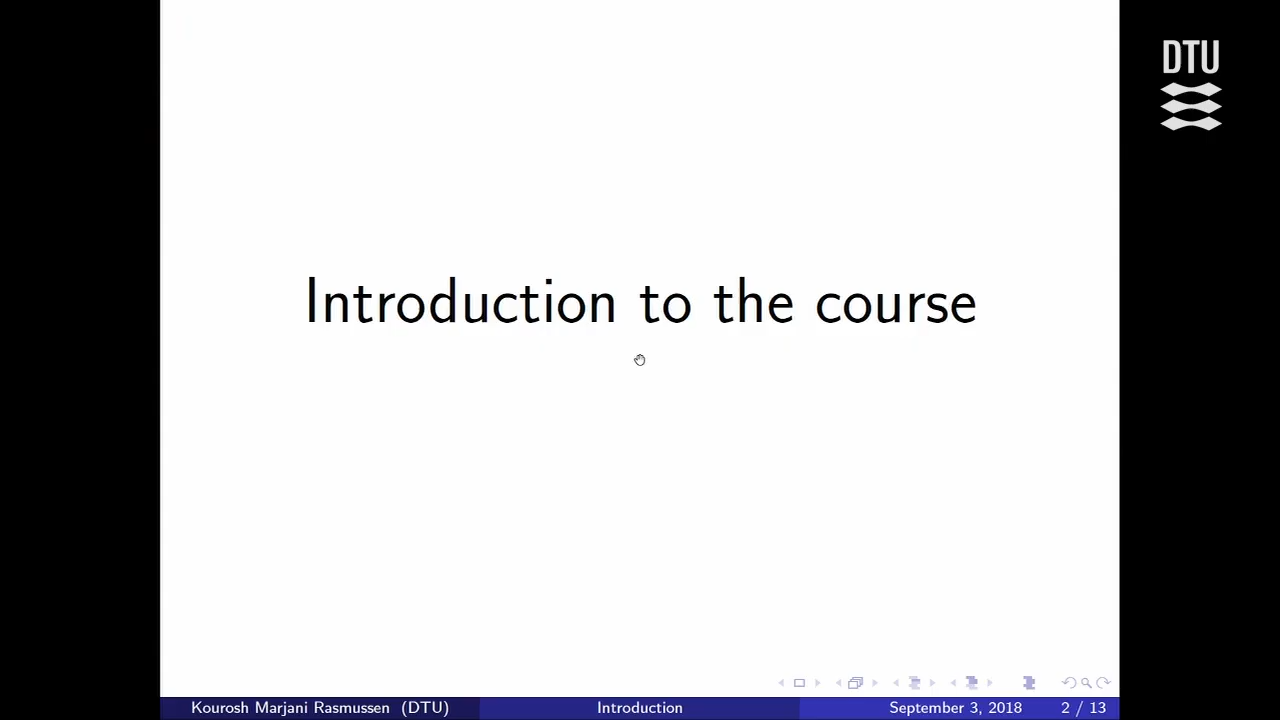 DTU
Introduction to the course
Kourosh Marjani Rasmussen (DTU) Introduction September 3, 2018 2 / 13